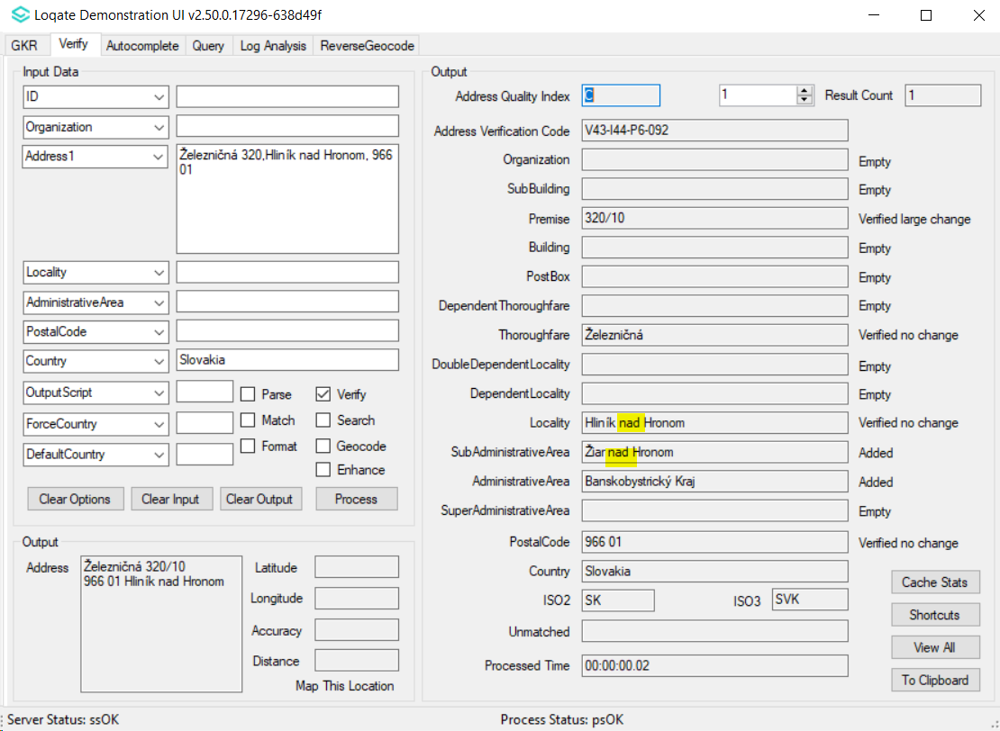 Loqate Demonstration UI v2.50.0.17296-638d49f
GKR Verify Autocomplete Query Log Analysis ReverseGeocode
Input Data
ID
Organization
Address1 Železničná 320,Hliník nad Hronom, 966
01
Locality
AdministrativeArea
PostalCode
Country Slovakia
OutputScript Parse Verify
ForceCountry Match Search
DefaultCountry Format Geocode
Enhance
Clear Options Clear Input Clear Output Process
Output
Address Železničná 320/10
966 01 Hliník nad Hronom
Latitude
Longitude
Accuracy
Distance
Map This Location
Output
Address Quality Index C 1 Result Count 1
Address Verification Code V43-I44-P6-092
Organization Empty
SubBuilding Empty
Premise 320/10 Verified large change
Building Empty
PostBox Empty
DependentThoroughfare Empty
Thoroughfare Železničná Verified no change
DoubleDependentLocality Empty
DependentLocality Empty
Locality Hliník nad Hronom Verified no change
SubAdministrativeArea Žiar nad Hronom Added
AdministrativeArea Banskobystrický Kraj Added
SuperAdministrativeArea Empty
PostalCode 966 01 Verified no change
Country Slovakia
ISO2 SK ISO3 SVK
Unmatched
Processed Time 00:00:00.02
Cache Stats
Shortcuts
View All
To Clipboard
Server Status: ssOK Process Status: psOK